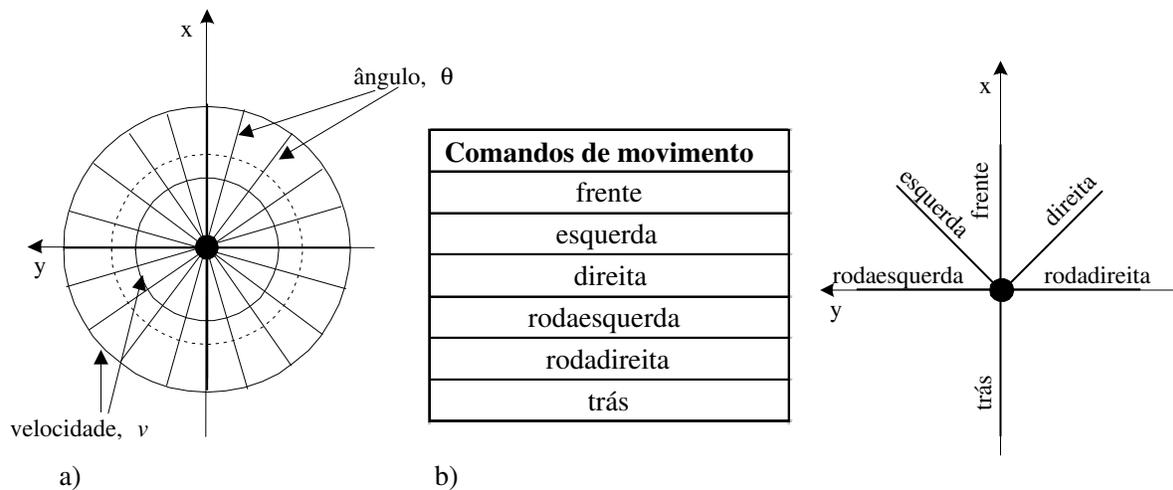 x
ângulo, θ
y
velocidade, v
a)
Comandos de movimento
frente
esquerda
direita
rodaesquerda
rodadireita
trás
b)
x
esquerda
frente
direita
rodaesquerda
rodadireita
y
trás